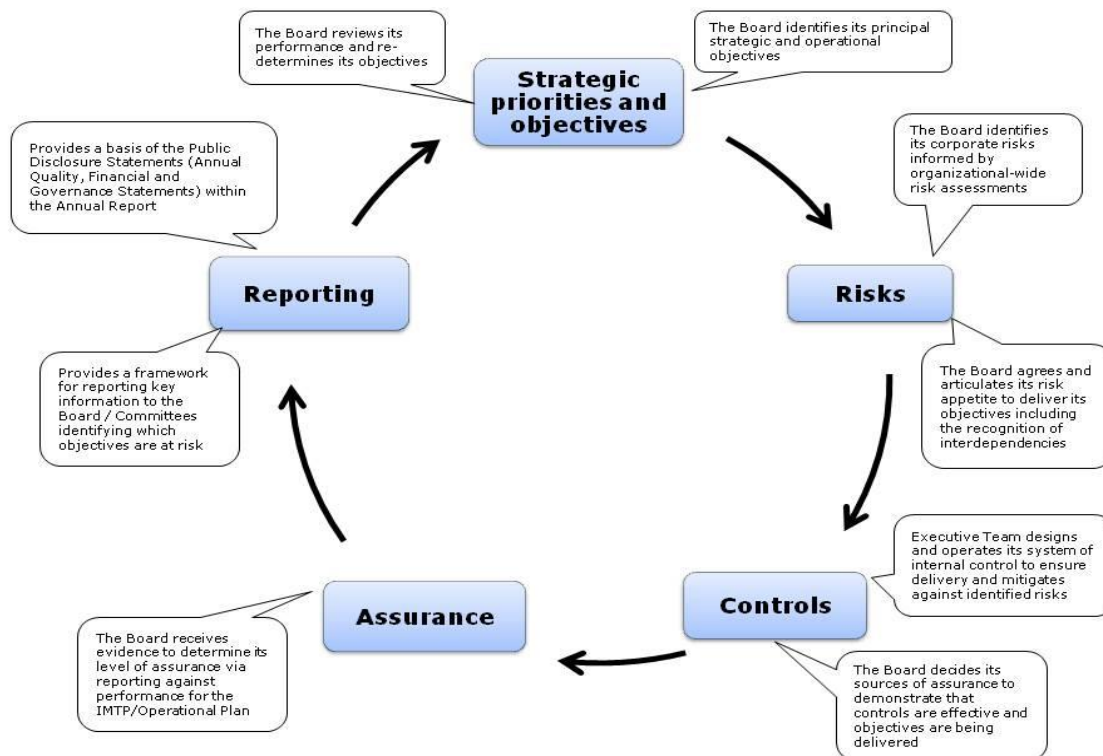 The Board reviews its
performance and re-
determines its objectives
The Board identifies its principal
strategic and operational
objectives
Strategic
priorities and
objectives
Provides a basis of the Public
Disclosure Statements (Annual
Quality, Financial and
Governance Statements) within
the Annual Report
The Board identifies
its corporate risks
informed by
organizational-wide
risk assessments
Reporting
Risks
Provides a framework
for reporting key
information to the
Board / Committees
identifying which
objectives are at risk
The Board agrees and
articulates its risk
appetite to deliver its
objectives including
the recognition of
interdependencies
Executive Team designs
and operates its system of
internal control to ensure
delivery and mitigates
against identified risks
Assurance
Controls
The Board receives
evidence to determine its
level of assurance via
reporting against
performance for the
IMTP/Operational Plan
The Board decides its
sources of assurance to
demonstrate that
controls are effective and
objectives are being
delivered